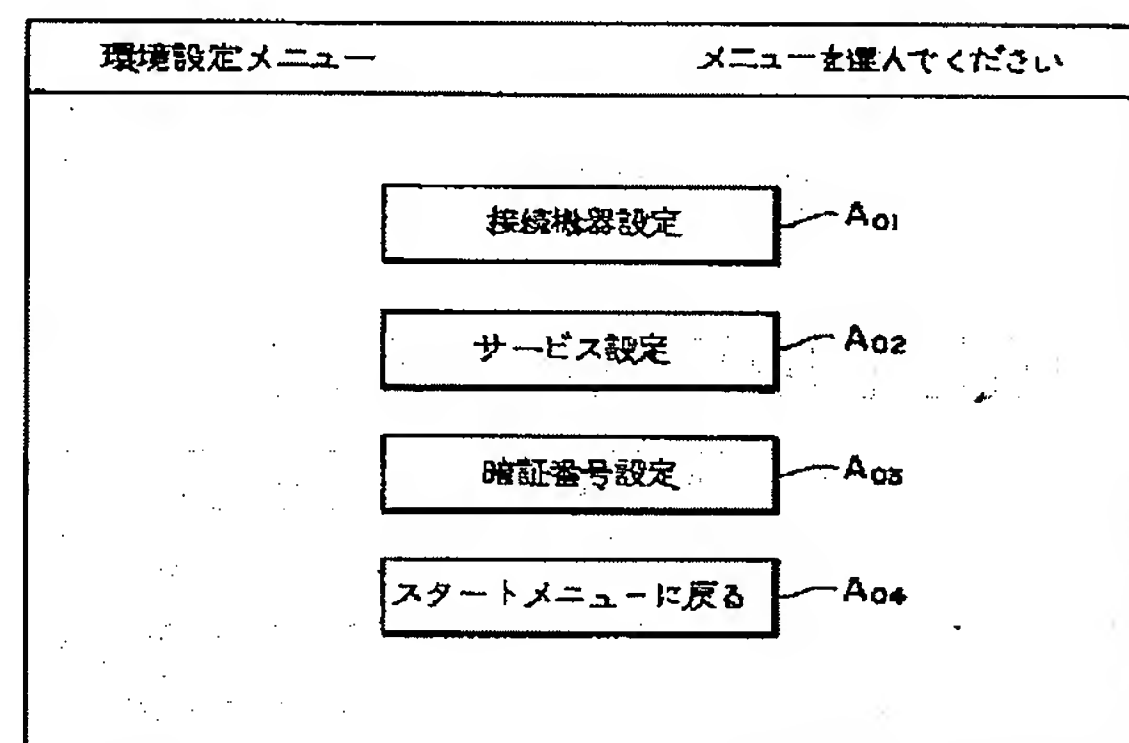 環境設定メニュー メニューを選んでください
接続機器設定 A01
サービス設定 A02
暗証番号設定 A03
スタートメニューに戻る A04